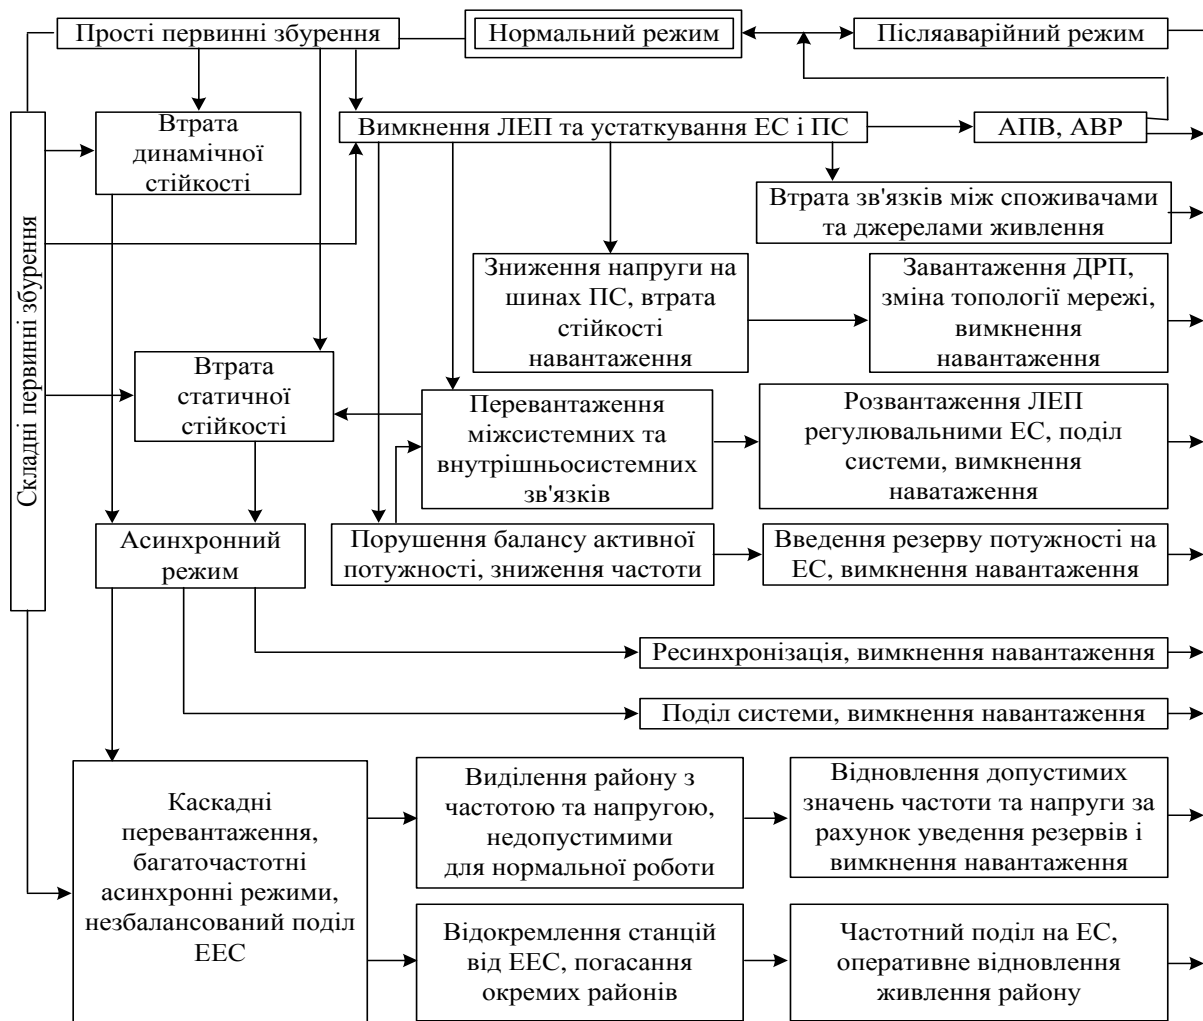 Прості первинні збурення
Нормальний режим
Післяаварійний режим
Складні первинні збурення
Втрата
динамічної
стійкості
Вимкнення ЛЕП та устаткування ЕС і ПС
АПВ, АВР
Втрата зв'язків між споживачами
та джерелами живлення
Зниження напруги на
шинах ПС, втрата
стійкості
навантаження
Завантаження ДРП,
зміна топології мережі,
вимкнення
навантаження
Втрата
статичної
стійкості
Перевантаження
міжсистемних та
внутрішньосистемних
зв'язків
Розвантаження ЛЕП
регулювальними ЕС, поділ
системи, вимкнення
наватаження
Асинхронний
режим
Порушення балансу активної
потужності, зниження частоти
Введення резерву потужності на
ЕС, вимкнення навантаження
Ресинхронізація, вимкнення навантаження
Поділ системи, вимкнення навантаження
Каскадні
перевантаження,
багаточастотні
асинхронні режими,
незбалансований поділ
ЕЕС
Виділення району з
частотою та напругою,
недопустимими
для нормальної роботи
Відновлення допустимих
значень частоти та напруги за
рахунок уведення резервів і
вимкнення навантаження
Відокремлення станцій
від ЕЕС, погасання
окремих районів
Частотний поділ на ЕС,
оперативне відновлення
живлення району